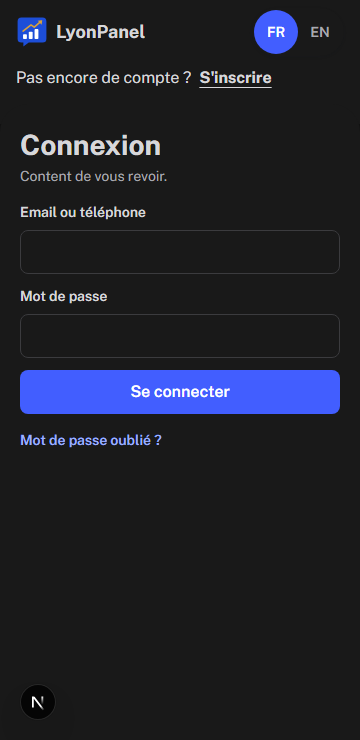 LyonPanel
FR EN
Pas encore de compte ? S'inscrire
Connexion
Content de vous revoir.
Email ou téléphone
Mot de passe
Se connecter
Mot de passe oublié ?
N